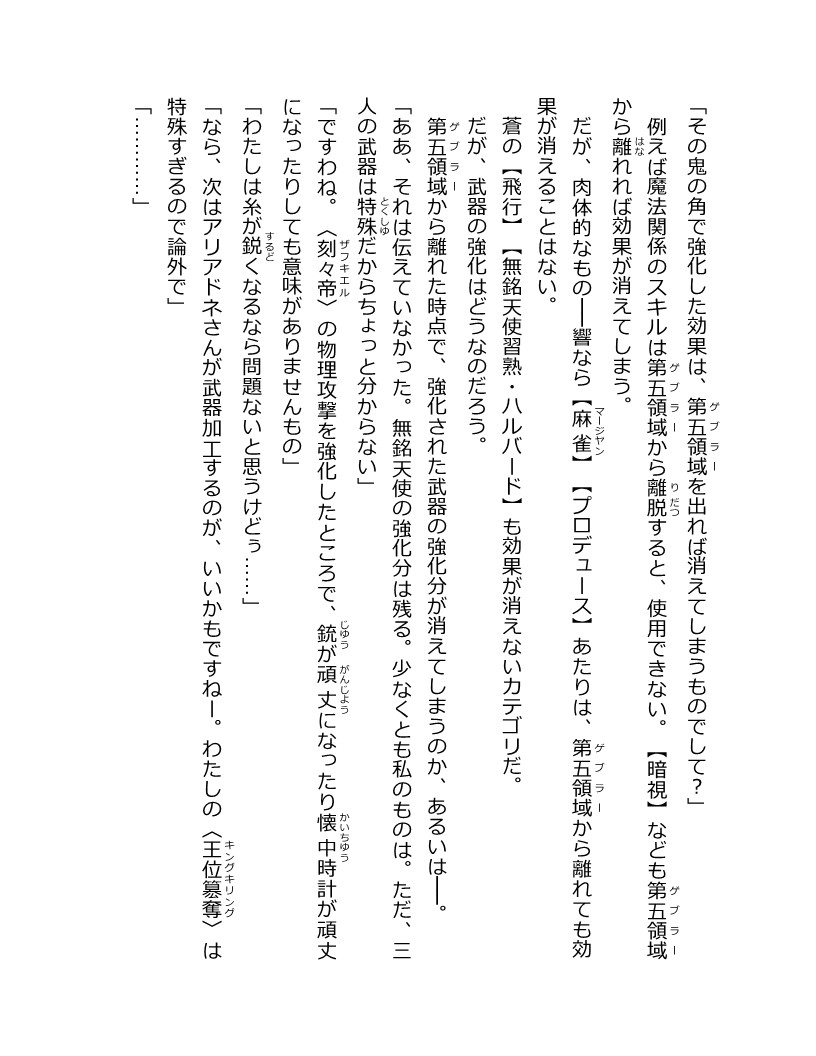 「その鬼の角で強化した効果は、第五領域を出れば消えてしまうものでして？」
例えば魔法関係のスキルは第五領域から離脱すると、使用できない。【暗視】なども第五領域
から離れれば効果が消えてしまう。
だが、肉体的なもの──響なら【麻雀】【プロデュース】あたりは、第五領域から離れても効
果が消えることはない。
蒼の【飛行】【無銘天使習熟・ハルバード】も効果が消えないカテゴリだ。
だが、武器の強化はどうなのだろう。
第五領域から離れた時点で、強化された武器の強化分が消えてしまうのか、あるいは──。
「ああ、それは伝えていなかった。無銘天使の強化分は残る。少なくとも私のものは。ただ、三
人の武器は特殊だからちょっと分からない」
「ですわね。〈刻々帝〉の物理攻撃を強化したところで、銃が頑丈になったり懐中時計が頑丈
になったりしても意味がありませんもの」
「わたしは糸が鋭くなるなら問題ないと思うけどぅ……」
「なら、次はアリアドネさんが武器加工するのが、いいかもですねー。わたしの〈王位簒奪〉は
特殊すぎるので論外で」
「…………」